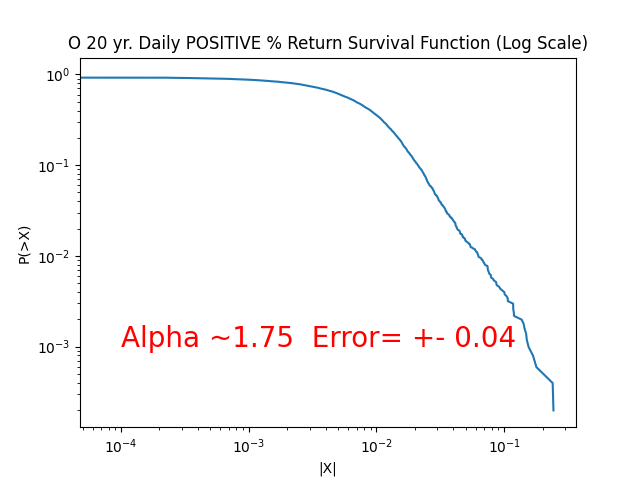 O 20 yr. Daily POSITIVE % Return Survival Function (Log Scale)
10⁰
10⁻¹
10⁻²
10⁻³
P(>X)
Alpha ~1.75  Error= +- 0.04
10⁻⁴ 10⁻³ 10⁻² 10⁻¹
|X|